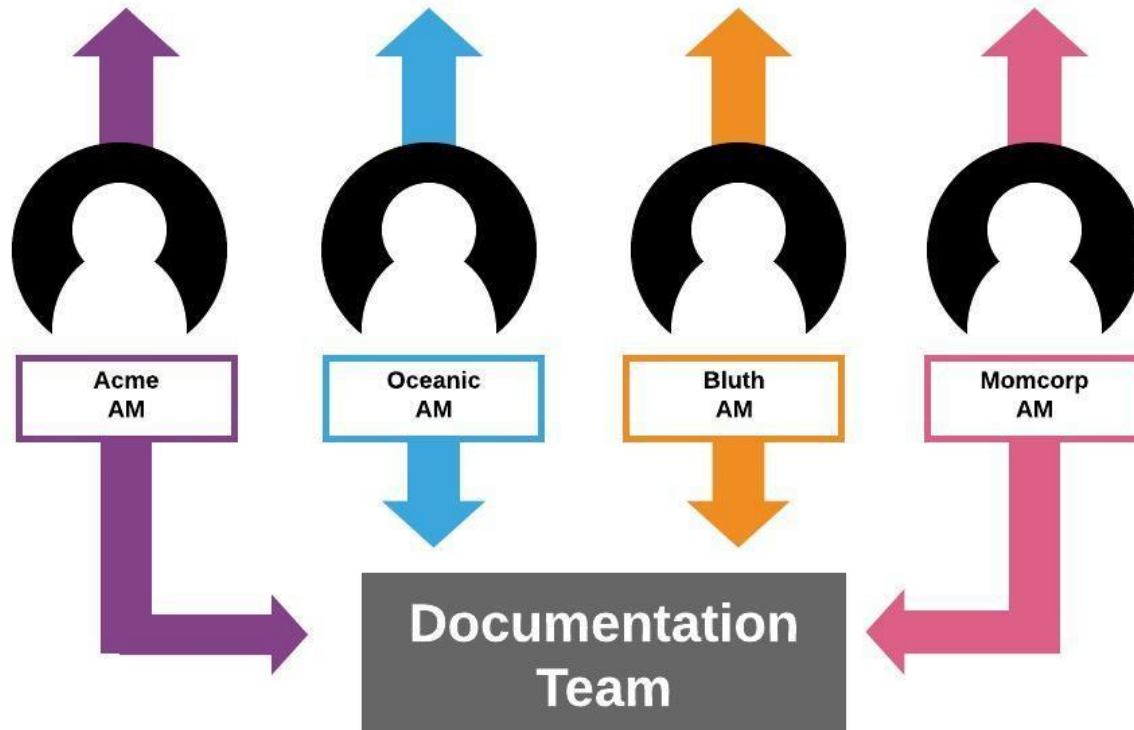 Acme
AM
Oceanic
AM
Bluth
AM
Momcorp
AM
Documentation
Team